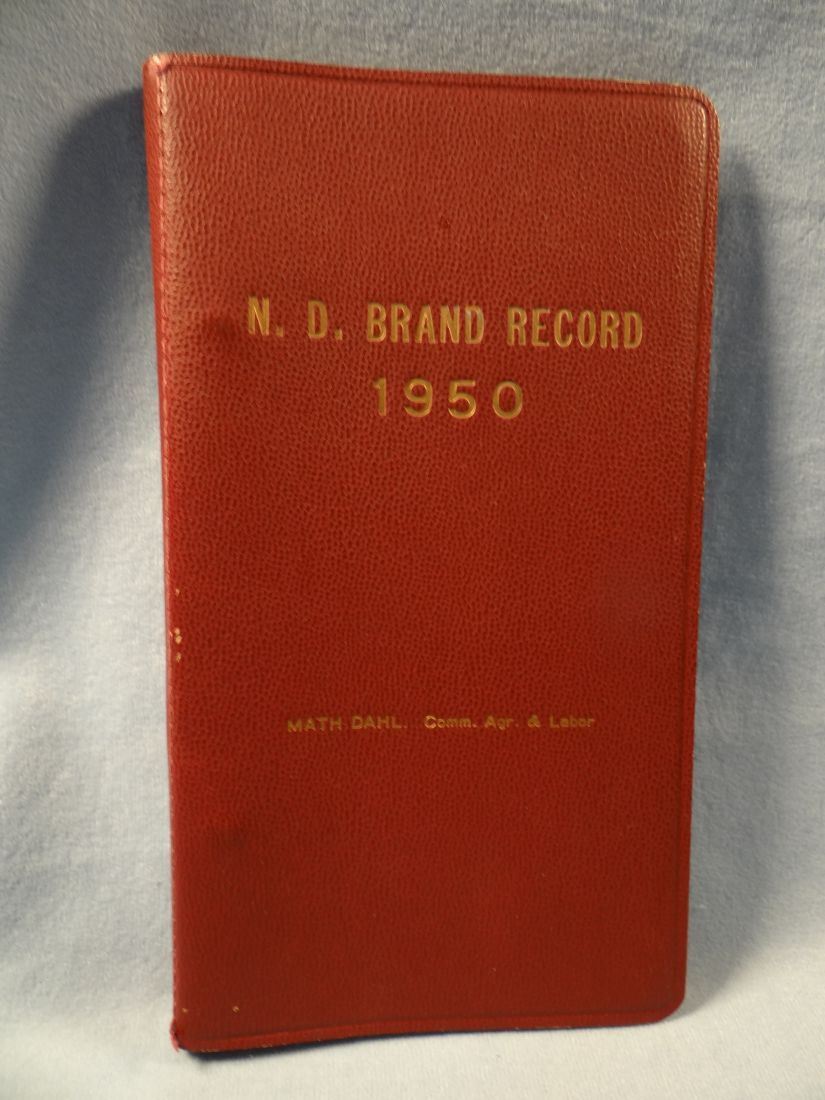 N. D. BRAND RECORD
1950
MATH DAHL. Comm. Agr. & Labor